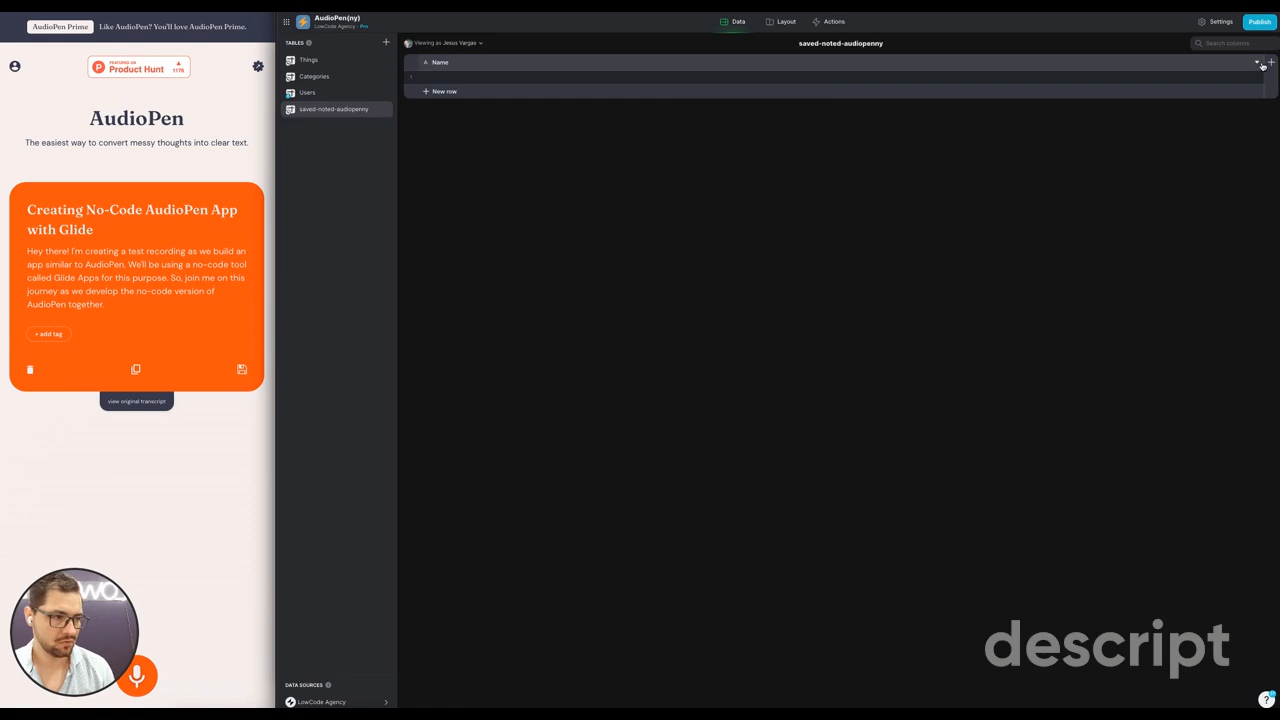 AudioPen Prime Like AudioPen? You'll love AudioPen Prime.
FEATURED ON
Product Hunt
1176
AudioPen
The easiest way to convert messy thoughts into clear text.
Creating No-Code AudioPen App
with Glide
Hey there! I'm creating a test recording as we build an
app similar to AudioPen. We'll be using a no-code tool
called Glide Apps for this purpose. So, join me on this
journey as we develop the no-code version of
AudioPen together.
+ add tag
view original transcript
AudioPen(ny)
LowCode Agency · Pro
Data
Layout
Actions
Settings
Publish
TABLES
Things
Categories
Users
saved-noted-audiopenny
Viewing as Jesus Vargas
saved-noted-audiopenny
Search columns
Name
1
New row
DATA SOURCES
LowCode Agency
descript